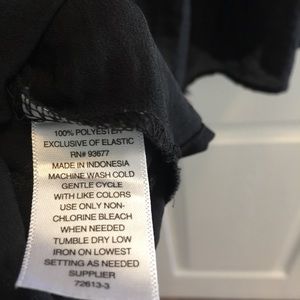 100% POLYESTER
EXCLUSIVE OF ELASTIC
RN# 93677
MADE IN INDONESIA
MACHINE WASH COLD
GENTLE CYCLE
WITH LIKE COLORS
USE ONLY NON-
CHLORINE BLEACH
WHEN NEEDED
TUMBLE DRY LOW
IRON ON LOWEST
SETTING AS NEEDED
SUPPLIER
72613-3